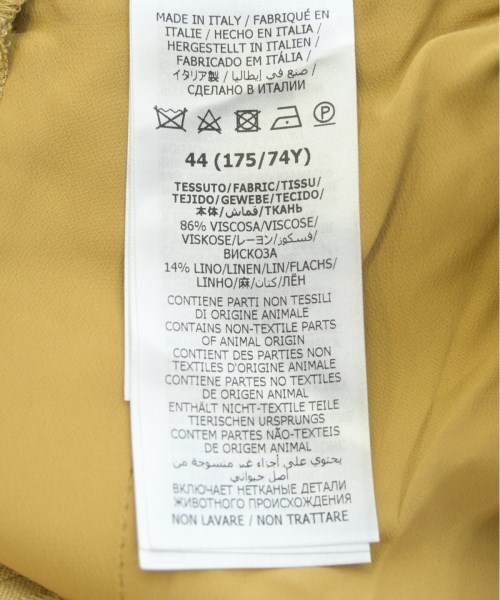 MADE IN ITALY / FABRIQUÉ EN
ITALIE / HECHO EN ITALIA /
HERGESTELLT IN ITALIEN /
FABRICADO EM ITÁLIA /
イタリア製 / صنع في إيطاليا /
СДЕЛАНО В ИТАЛИИ
P
44 (175/74Y)
TESSUTO/FABRIC/TISSU/
TEJIDO/GEWEBE/TECIDO/
本体/قماش/ТКАНЬ
86% VISCOSA/VISCOSE/
VISKOSE/レーヨン/فسكوز/
ВИСКОЗА
14% LINO/LINEN/LIN/FLACHS/
LINHO/麻/كتان/ЛЁН
CONTIENE PARTI NON TESSILI
DI ORIGINE ANIMALE
CONTAINS NON-TEXTILE PARTS
OF ANIMAL ORIGIN
CONTIENT DES PARTIES NON
TEXTILES D'ORIGINE ANIMALE
CONTIENE PARTES NO TEXTILES
DE ORIGEN ANIMAL
ENTHÄLT NICHT-TEXTILE TEILE
TIERISCHEN URSPRUNGS
CONTEM PARTES NÃO-TEXTEIS
DE ORIGEM ANIMAL
يحتوي على أجزاء غير منسوجة من
أصل حيواني
ВКЛЮЧАЕТ НЕТКАНЫЕ ДЕТАЛИ
ЖИВОТНОГО ПРОИСХОЖДЕНИЯ
NON LAVARE / NON TRATTARE